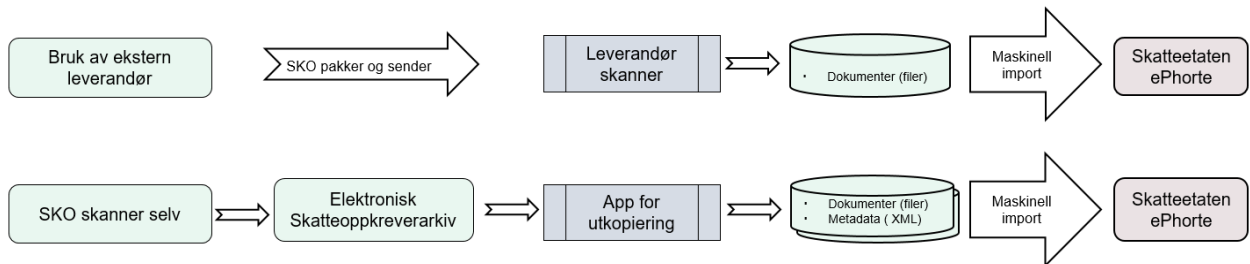 Bruk av ekstern
leverandør
SKO pakker og sender
Leverandør
skanner
· Dokumenter (filer)
Maskinell
import
Skatteetaten
ePhorte
SKO skanner selv
Elektronisk
Skatteoppkreverarkiv
App for
utkopiering
· Dokumenter (filer)
· Metadata ( XML)
Maskinell
import
Skatteetaten
ePhorte